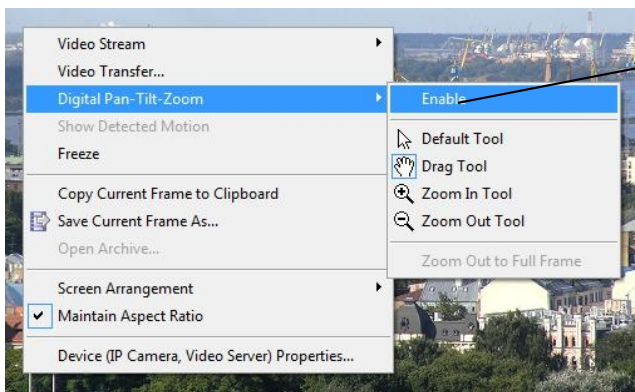 Video Stream
Video Transfer...
Digital Pan-Tilt-Zoom
Show Detected Motion
Freeze
Copy Current Frame to Clipboard
Save Current Frame As...
Open Archive...
Screen Arrangement
Maintain Aspect Ratio
Device (IP Camera, Video Server) Properties...
Enable
Default Tool
Drag Tool
Zoom In Tool
Zoom Out Tool
Zoom Out to Full Frame